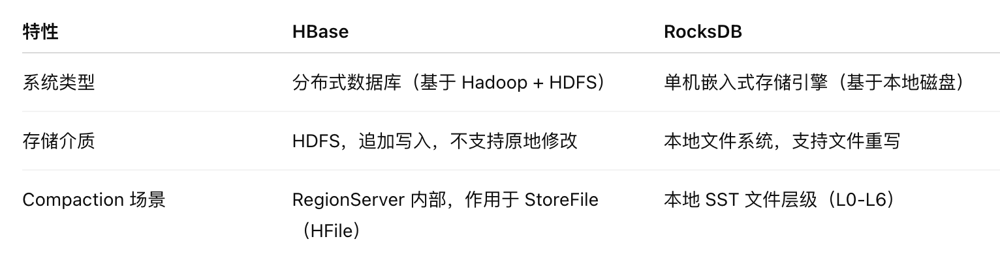 特性 HBase RocksDB
系统类型 分布式数据库（基于 Hadoop + HDFS） 单机嵌入式存储引擎（基于本地磁盘）
存储介质 HDFS，追加写入，不支持原地修改 本地文件系统，支持文件重写
Compaction 场景 RegionServer 内部，作用于 StoreFile 本地 SST 文件层级（L0-L6）
（HFile）